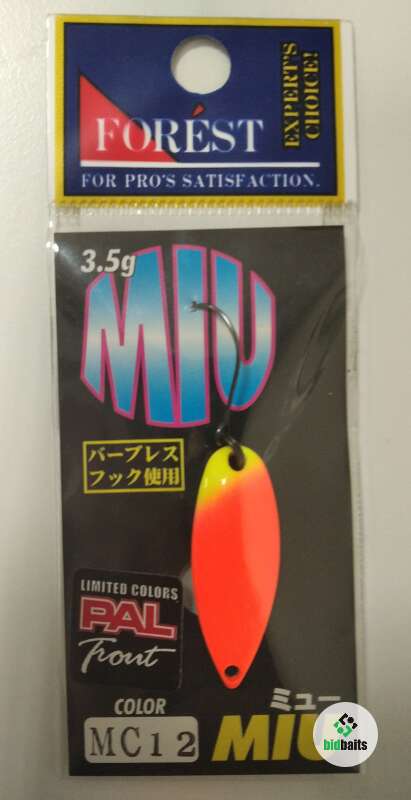 FORÉST
EXPERT'S
CHOICE!
FOR PRO'S SATISFACTION.
3.5g
MIU
バーブレス
フック使用
LIMITED COLORS
PAL
Trout
COLOR
MC12
ミュー
MIU
bidbaits